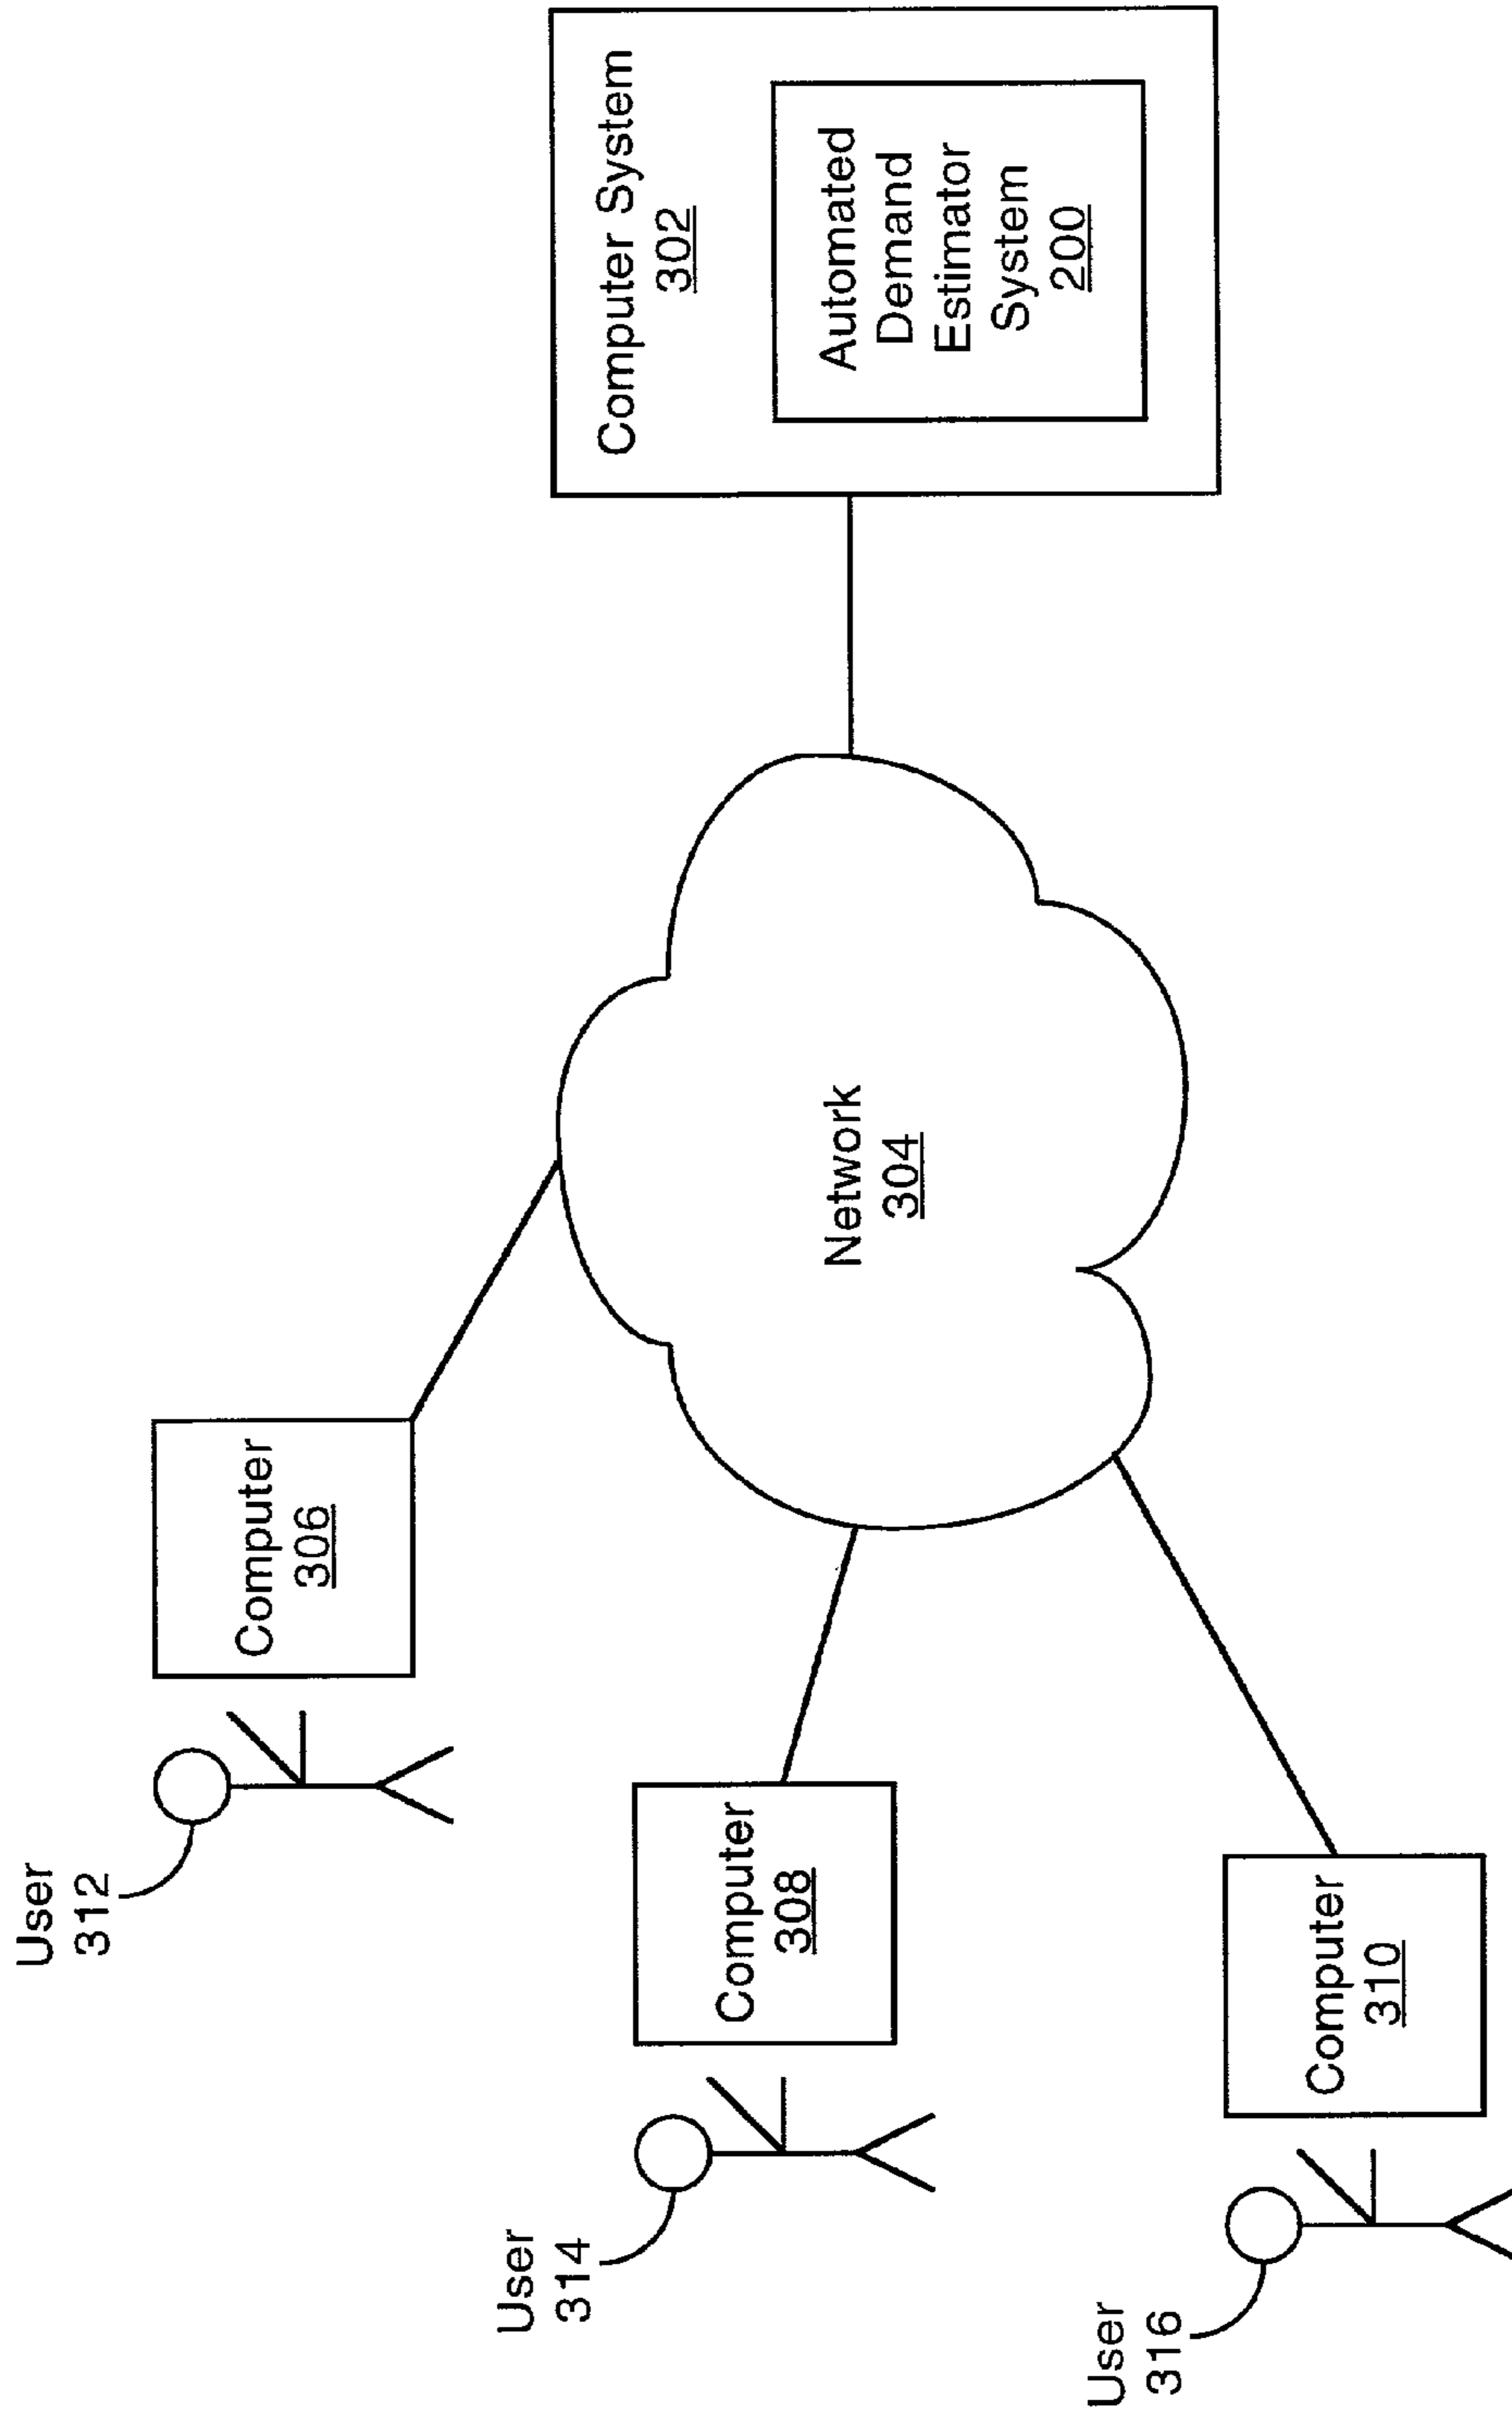 User
312
Computer
306
User
314
Computer
308
User
316
Computer
310
Network
304
Computer System
302
Automated
Demand
Estimator
System
200